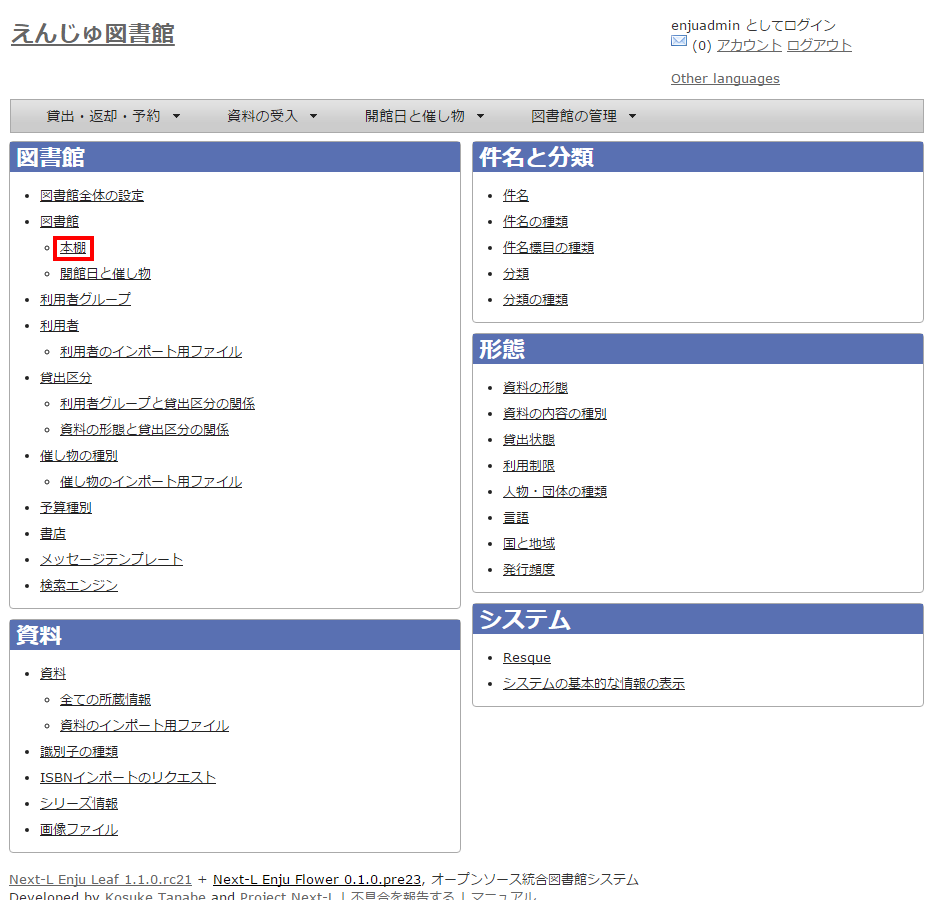 えんじゅ図書館
enjuadmin としてログイン
(0) アカウント ログアウト
Other languages
貸出・返却・予約 ▼ 資料の受入 ▼ 開館日と催し物 ▼ 図書館の管理 ▼
図書館
図書館全体の設定
図書館
本棚
開館日と催し物
利用者グループ
利用者
利用者のインポート用ファイル
貸出区分
利用者グループと貸出区分の関係
資料の形態と貸出区分の関係
催し物の種別
催し物のインポート用ファイル
予算種別
書店
メッセージテンプレート
検索エンジン
資料
資料
全ての所蔵情報
資料のインポート用ファイル
識別子の種類
ISBNインポートのリクエスト
シリーズ情報
画像ファイル
件名と分類
件名
件名の種類
件名標目の種類
分類
分類の種類
形態
資料の形態
資料の内容の種別
貸出状態
利用制限
人物・団体の種類
言語
国と地域
発行頻度
システム
Resque
システムの基本的な情報の表示
Next-L Enju Leaf 1.1.0.rc21 + Next-L Enju Flower 0.1.0.pre23, オープンソース統合図書館システム
Developed by Kosuke Tanabe and Project Next-L | 不具合を報告する | マニュアル